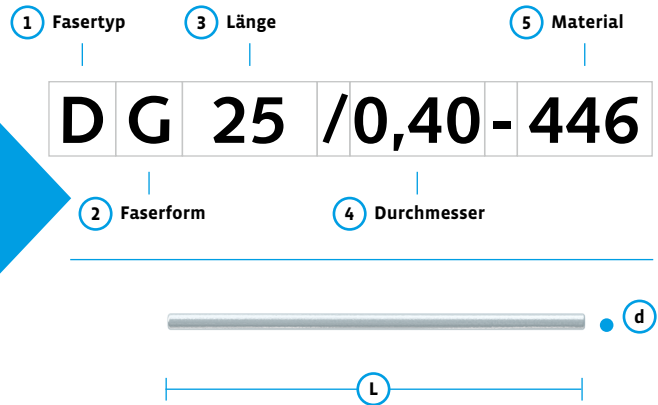 1 Fasertyp 3 Länge 5 Material
D G 25 /0,40-446
2 Faserform 4 Durchmesser
d
L